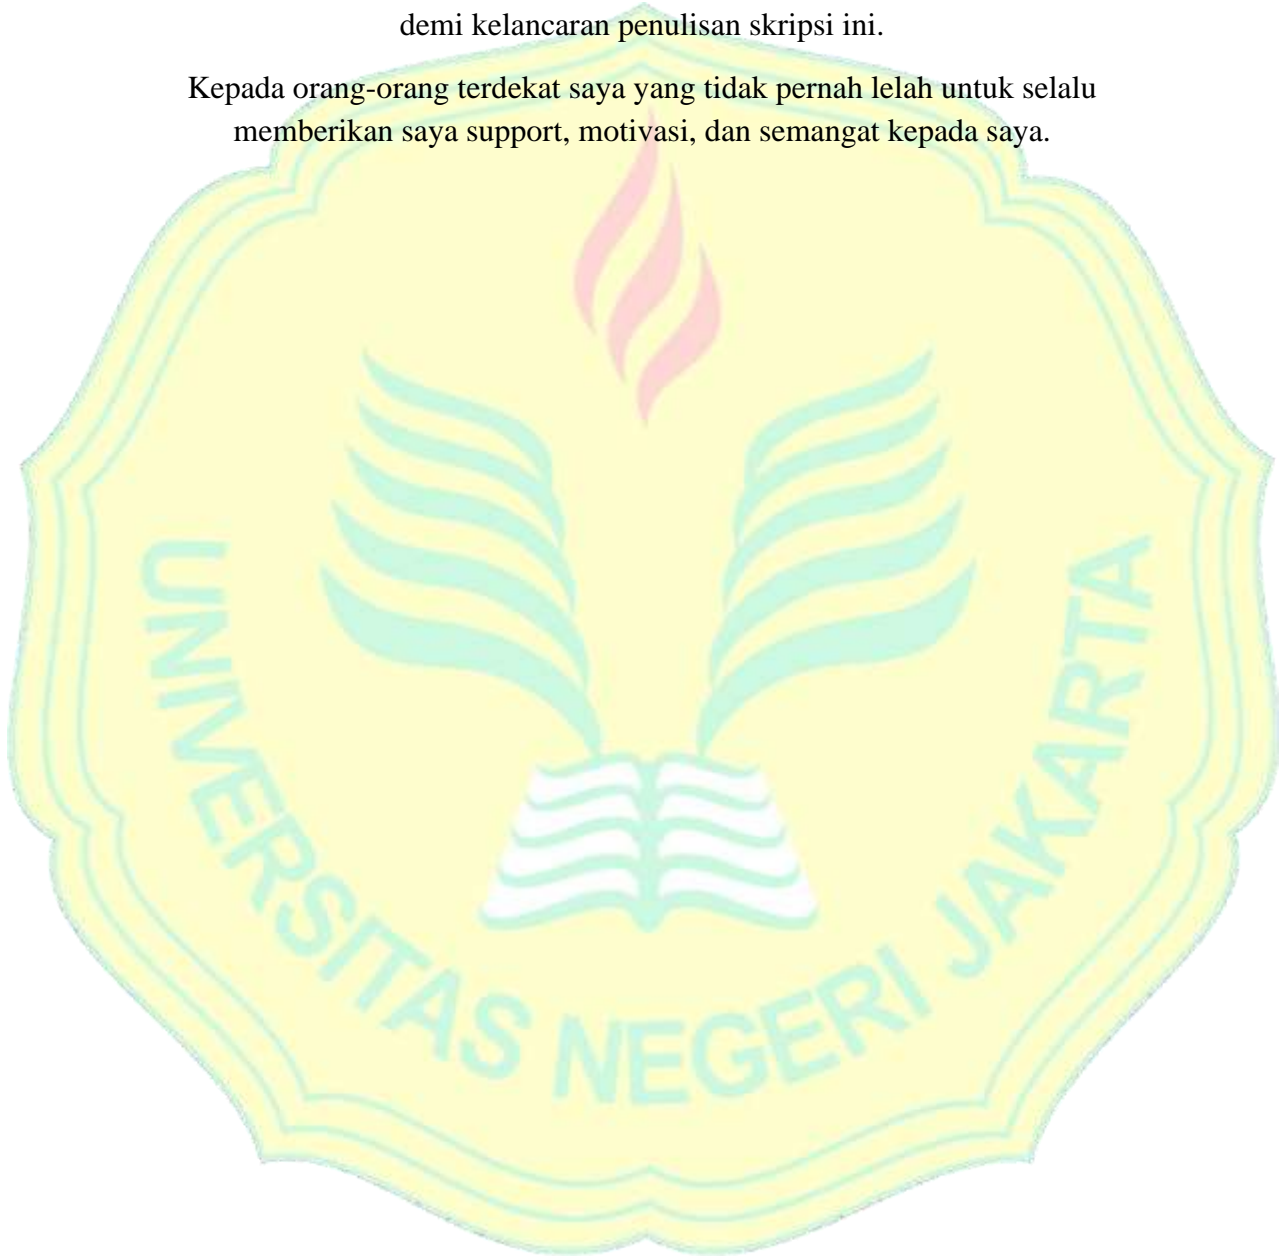 demi kelancaran penulisan skripsi ini.
Kepada orang-orang terdekat saya yang tidak pernah lelah untuk selalu
memberikan saya support, motivasi, dan semangat kepada saya.
UNIVERSITAS NEGERI JAKARTA